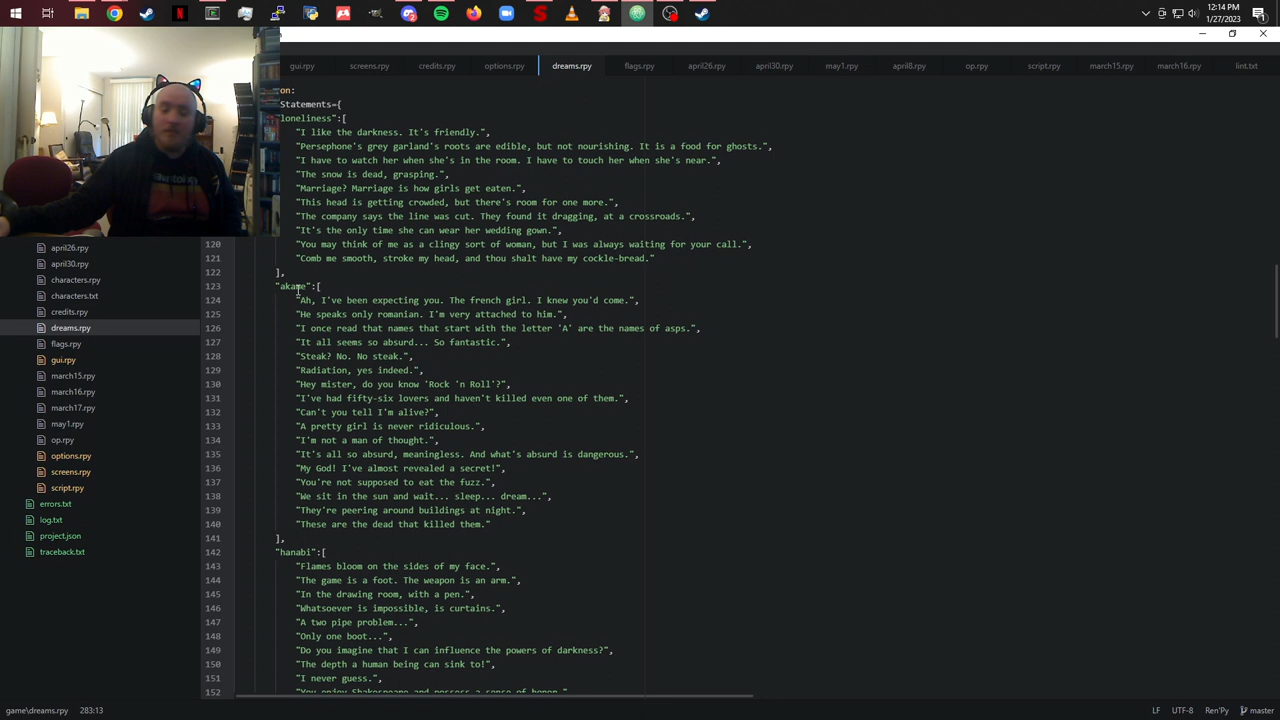 12:14 PM
1/27/2023
gui.rpy screens.rpy credits.rpy options.rpy dreams.rpy flags.rpy april26.rpy april30.rpy may1.rpy april8.rpy op.rpy script.rpy march15.rpy march16.rpy lint.txt
on:
Statements={
loneliness":[
"I like the darkness. It's friendly.",
"Persephone's grey garland's roots are edible, but not nourishing. It is a food for ghosts.",
"I have to watch her when she's in the room. I have to touch her when she's near.",
"The snow is dead, grasping.",
"Marriage? Marriage is how girls get eaten.",
"This head is getting crowded, but there's room for one more.",
"The company says the line was cut. They found it dragging, at a crossroads.",
"It's the only time she can wear her wedding gown.",
120 "You may think of me as a clingy sort of woman, but I was always waiting for your call.",
121 "Comb me smooth, stroke my head, and thou shalt have my cockle-bread."
122 ],
123 "akane":[
124 "Ah, I've been expecting you. The french girl. I knew you'd come.",
125 "He speaks only romanian. I'm very attached to him.",
126 "I once read that names that start with the letter 'A' are the names of asps.",
127 "It all seems so absurd... So fantastic.",
128 "Steak? No. No steak.",
129 "Radiation, yes indeed.",
130 "Hey mister, do you know 'Rock 'n Roll'?",
131 "I've had fifty-six lovers and haven't killed even one of them.",
132 "Can't you tell I'm alive?",
133 "A pretty girl is never ridiculous.",
134 "I'm not a man of thought.",
135 "It's all so absurd, meaningless. And what's absurd is dangerous.",
136 "My God! I've almost revealed a secret!",
137 "You're not supposed to eat the fuzz.",
138 "We sit in the sun and wait... sleep... dream...",
139 "They're peering around buildings at night.",
140 "These are the dead that killed them."
141 ],
142 "hanabi":[
143 "Flames bloom on the sides of my face.",
144 "The game is a foot. The weapon is an arm.",
145 "In the drawing room, with a pen.",
146 "Whatsoever is impossible, is curtains.",
147 "A two pipe problem...",
148 "Only one boot...",
149 "Do you imagine that I can influence the powers of darkness?",
150 "The depth a human being can sink to!",
151 "I never guess.",
152 "You enjoy Shakespeare and possess a sense of honor."
april26.rpy
april30.rpy
characters.rpy
characters.txt
credits.rpy
dreams.rpy
flags.rpy
gui.rpy
march15.rpy
march16.rpy
march17.rpy
may1.rpy
op.rpy
options.rpy
screens.rpy
script.rpy
errors.txt
log.txt
project.json
traceback.txt
game\dreams.rpy 283:13 LF UTF-8 Ren'Py master